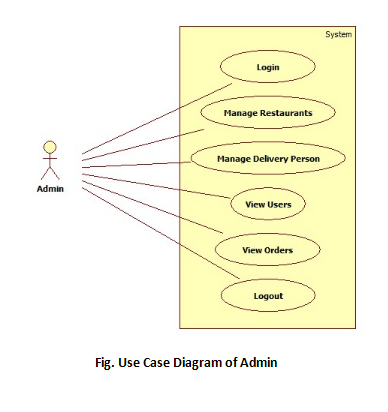 System
Login
Manage Restaurants
Manage Delivery Person
Admin
View Users
View Orders
Logout
Fig. Use Case Diagram of Admin